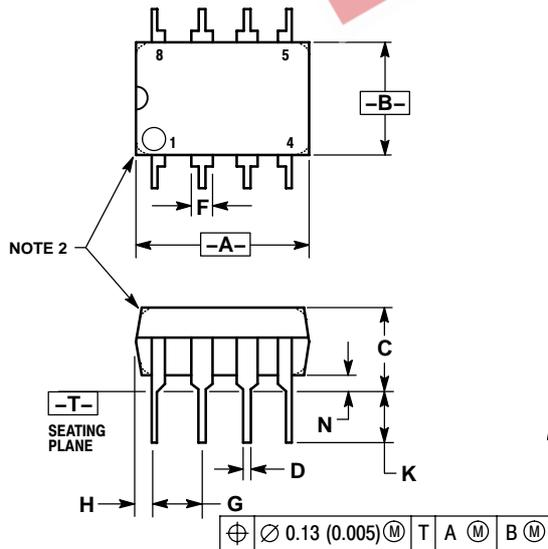 8 5
–B–
1 4
F
NOTE 2
–A–
C
–T–
N
SEATING
PLANE
D
K
H G
⌖ ∅ 0.13 (0.005) Ⓜ T A Ⓜ B Ⓜ